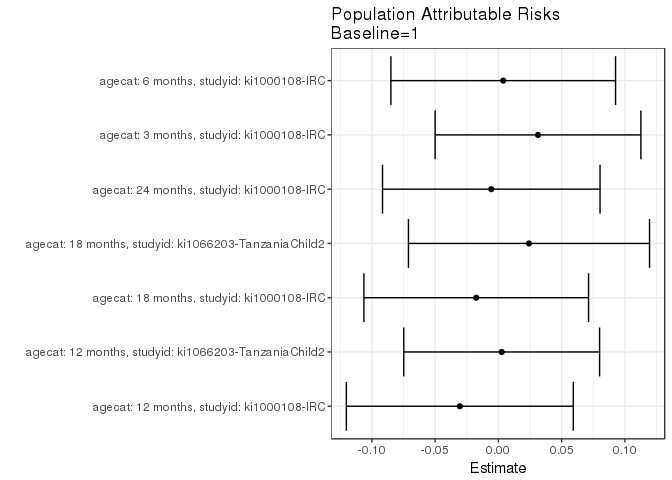 Population Attributable Risks
Baseline=1
agecat: 6 months, studyid: ki1000108-IRC
agecat: 3 months, studyid: ki1000108-IRC
agecat: 24 months, studyid: ki1000108-IRC
agecat: 18 months, studyid: ki1066203-TanzaniaChild2
agecat: 18 months, studyid: ki1000108-IRC
agecat: 12 months, studyid: ki1066203-TanzaniaChild2
agecat: 12 months, studyid: ki1000108-IRC
-0.10 -0.05 0.00 0.05 0.10
Estimate